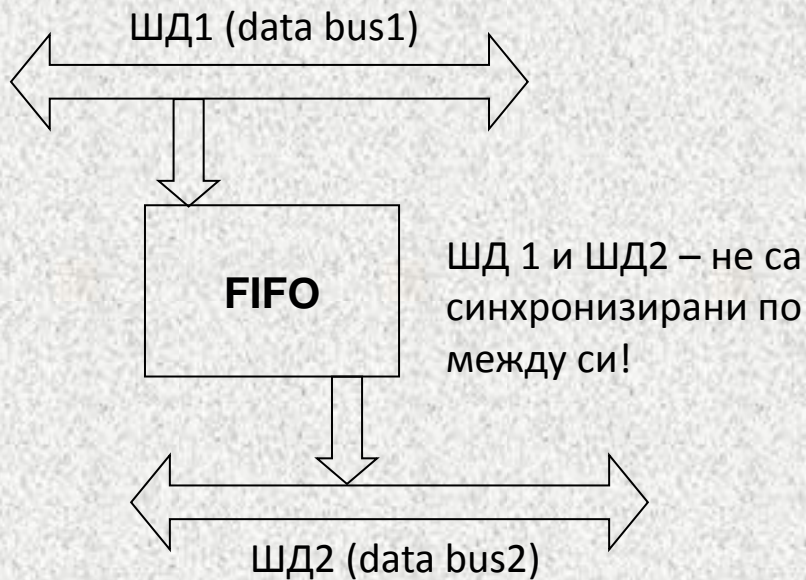 ШД1 (data bus1)
FIFO
ШД 1 и ШД2 – не са
синхронизирани по
между си!
ШД2 (data bus2)